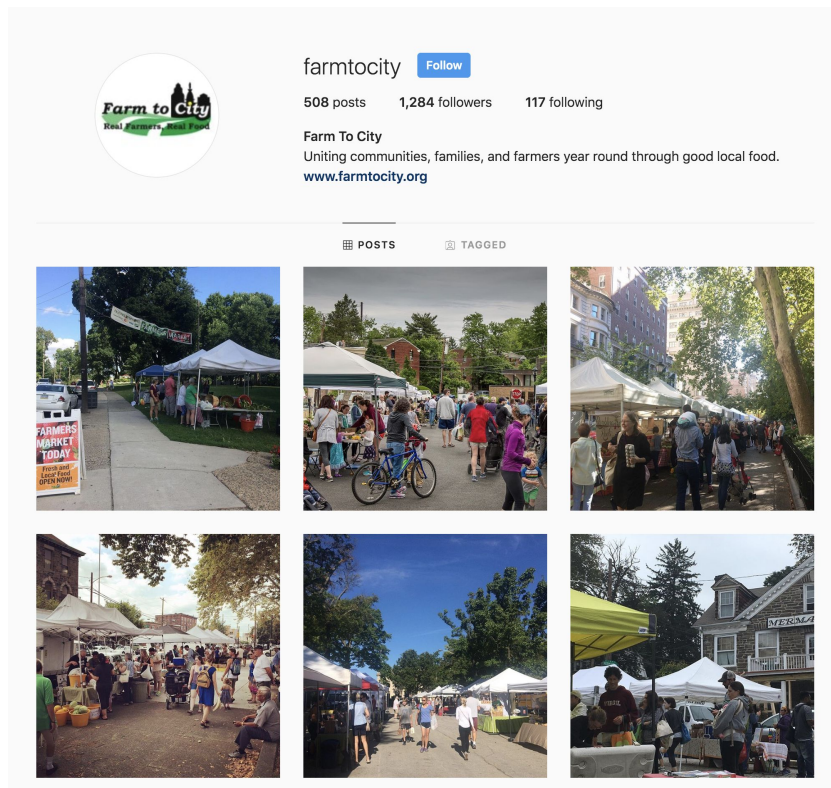 farmtocity Follow
508 posts 1,284 followers 117 following
Farm To City
Uniting communities, families, and farmers year round through good local food.
www.farmtocity.org
Farm to City
Real Farmers, Real Food
POSTS TAGGED
MARKET
FARMERS
MARKET
TODAY
Fresh and
Local Food
OPEN NOW!
MERMA